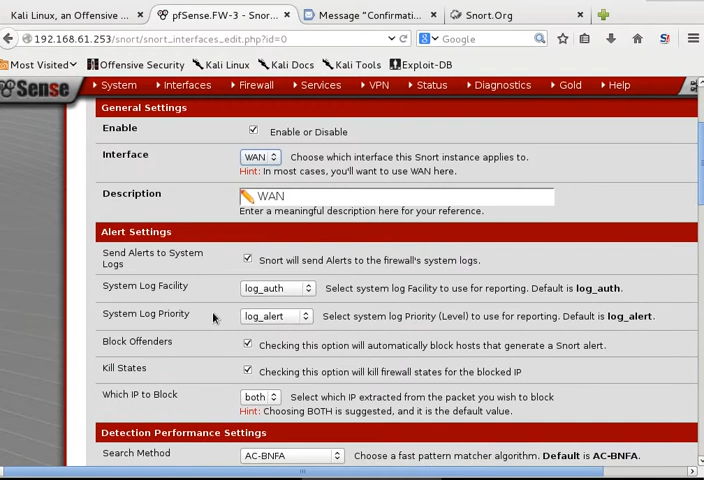 Kali Linux, an Offensive ...
pfSense.FW-3 - Snor...
Message "Confirmati...
Snort.Org
192.168.61.253/snort/snort_interfaces_edit.php?id=0
Google
Most Visited
Offensive Security
Kali Linux
Kali Docs
Kali Tools
Exploit-DB
Sense
System
Interfaces
Firewall
Services
VPN
Status
Diagnostics
Gold
Help
General Settings
Enable
Enable or Disable
Interface
WAN
Choose which interface this Snort instance applies to.
Hint: In most cases, you'll want to use WAN here.
Description
WAN
Enter a meaningful description here for your reference.
Alert Settings
Send Alerts to System
Logs
Snort will send Alerts to the firewall's system logs.
System Log Facility
log_auth
Select system log Facility to use for reporting. Default is log_auth.
System Log Priority
log_alert
Select system log Priority (Level) to use for reporting. Default is log_alert.
Block Offenders
Checking this option will automatically block hosts that generate a Snort alert.
Kill States
Checking this option will kill firewall states for the blocked IP
Which IP to Block
both
Select which IP extracted from the packet you wish to block
Hint: Choosing BOTH is suggested, and it is the default value.
Detection Performance Settings
Search Method
AC-BNFA
Choose a fast pattern matcher algorithm. Default is AC-BNFA.